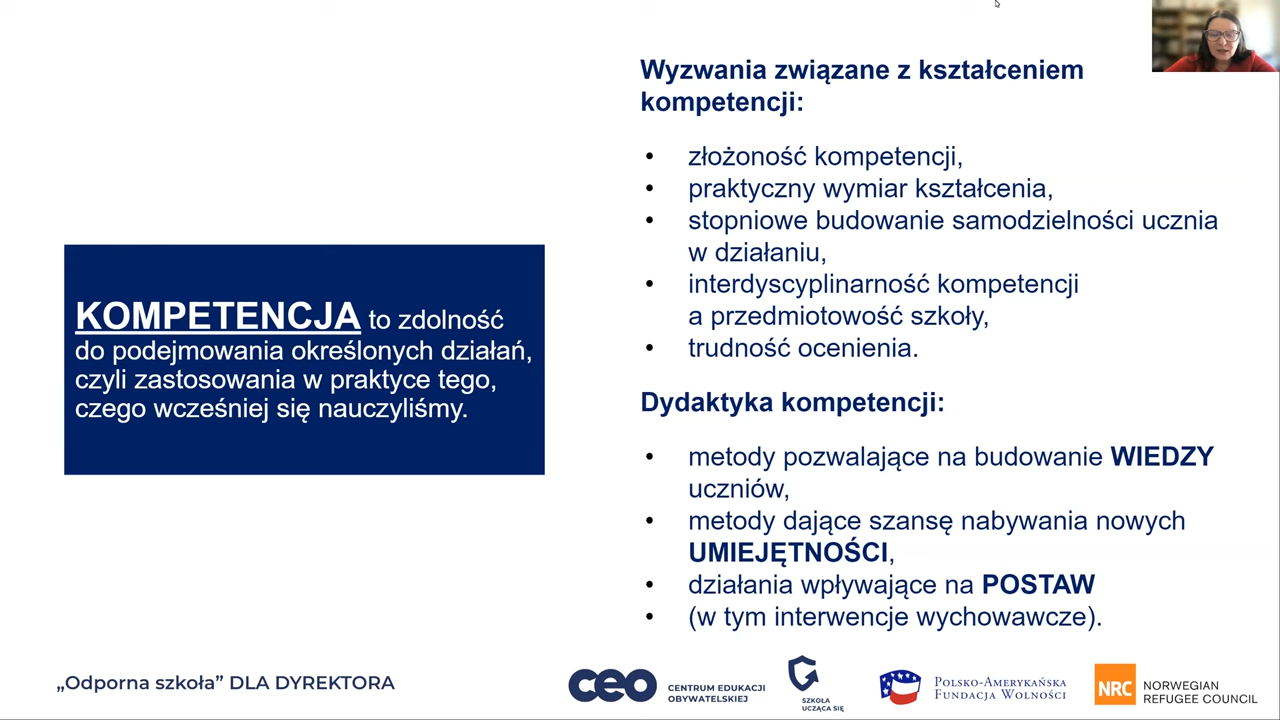 Wyzwania związane z kształceniem
kompetencji:
• złożoność kompetencji,
• praktyczny wymiar kształcenia,
• stopniowe budowanie samodzielności ucznia
w działaniu,
• interdyscyplinarność kompetencji
a przedmiotowość szkoły,
• trudność ocenienia.
KOMPETENCJA to zdolność
do podejmowania określonych działań,
czyli zastosowania w praktyce tego,
czego wcześniej się nauczyliśmy.
Dydaktyka kompetencji:
• metody pozwalające na budowanie WIEDZY
uczniów,
• metody dające szansę nabywania nowych
UMIEJĘTNOŚCI,
• działania wpływające na POSTAW
• (w tym interwencje wychowawcze).
„Odporna szkoła” DLA DYREKTORA
ceo CENTRUM EDUKACJI
OBYWATELSKIEJ
SZKOŁA
UCZĄCA SIĘ
POLSKO-AMERYKAŃSKA
FUNDACJA WOLNOŚCI
NRC NORWEGIAN
REFUGEE COUNCIL